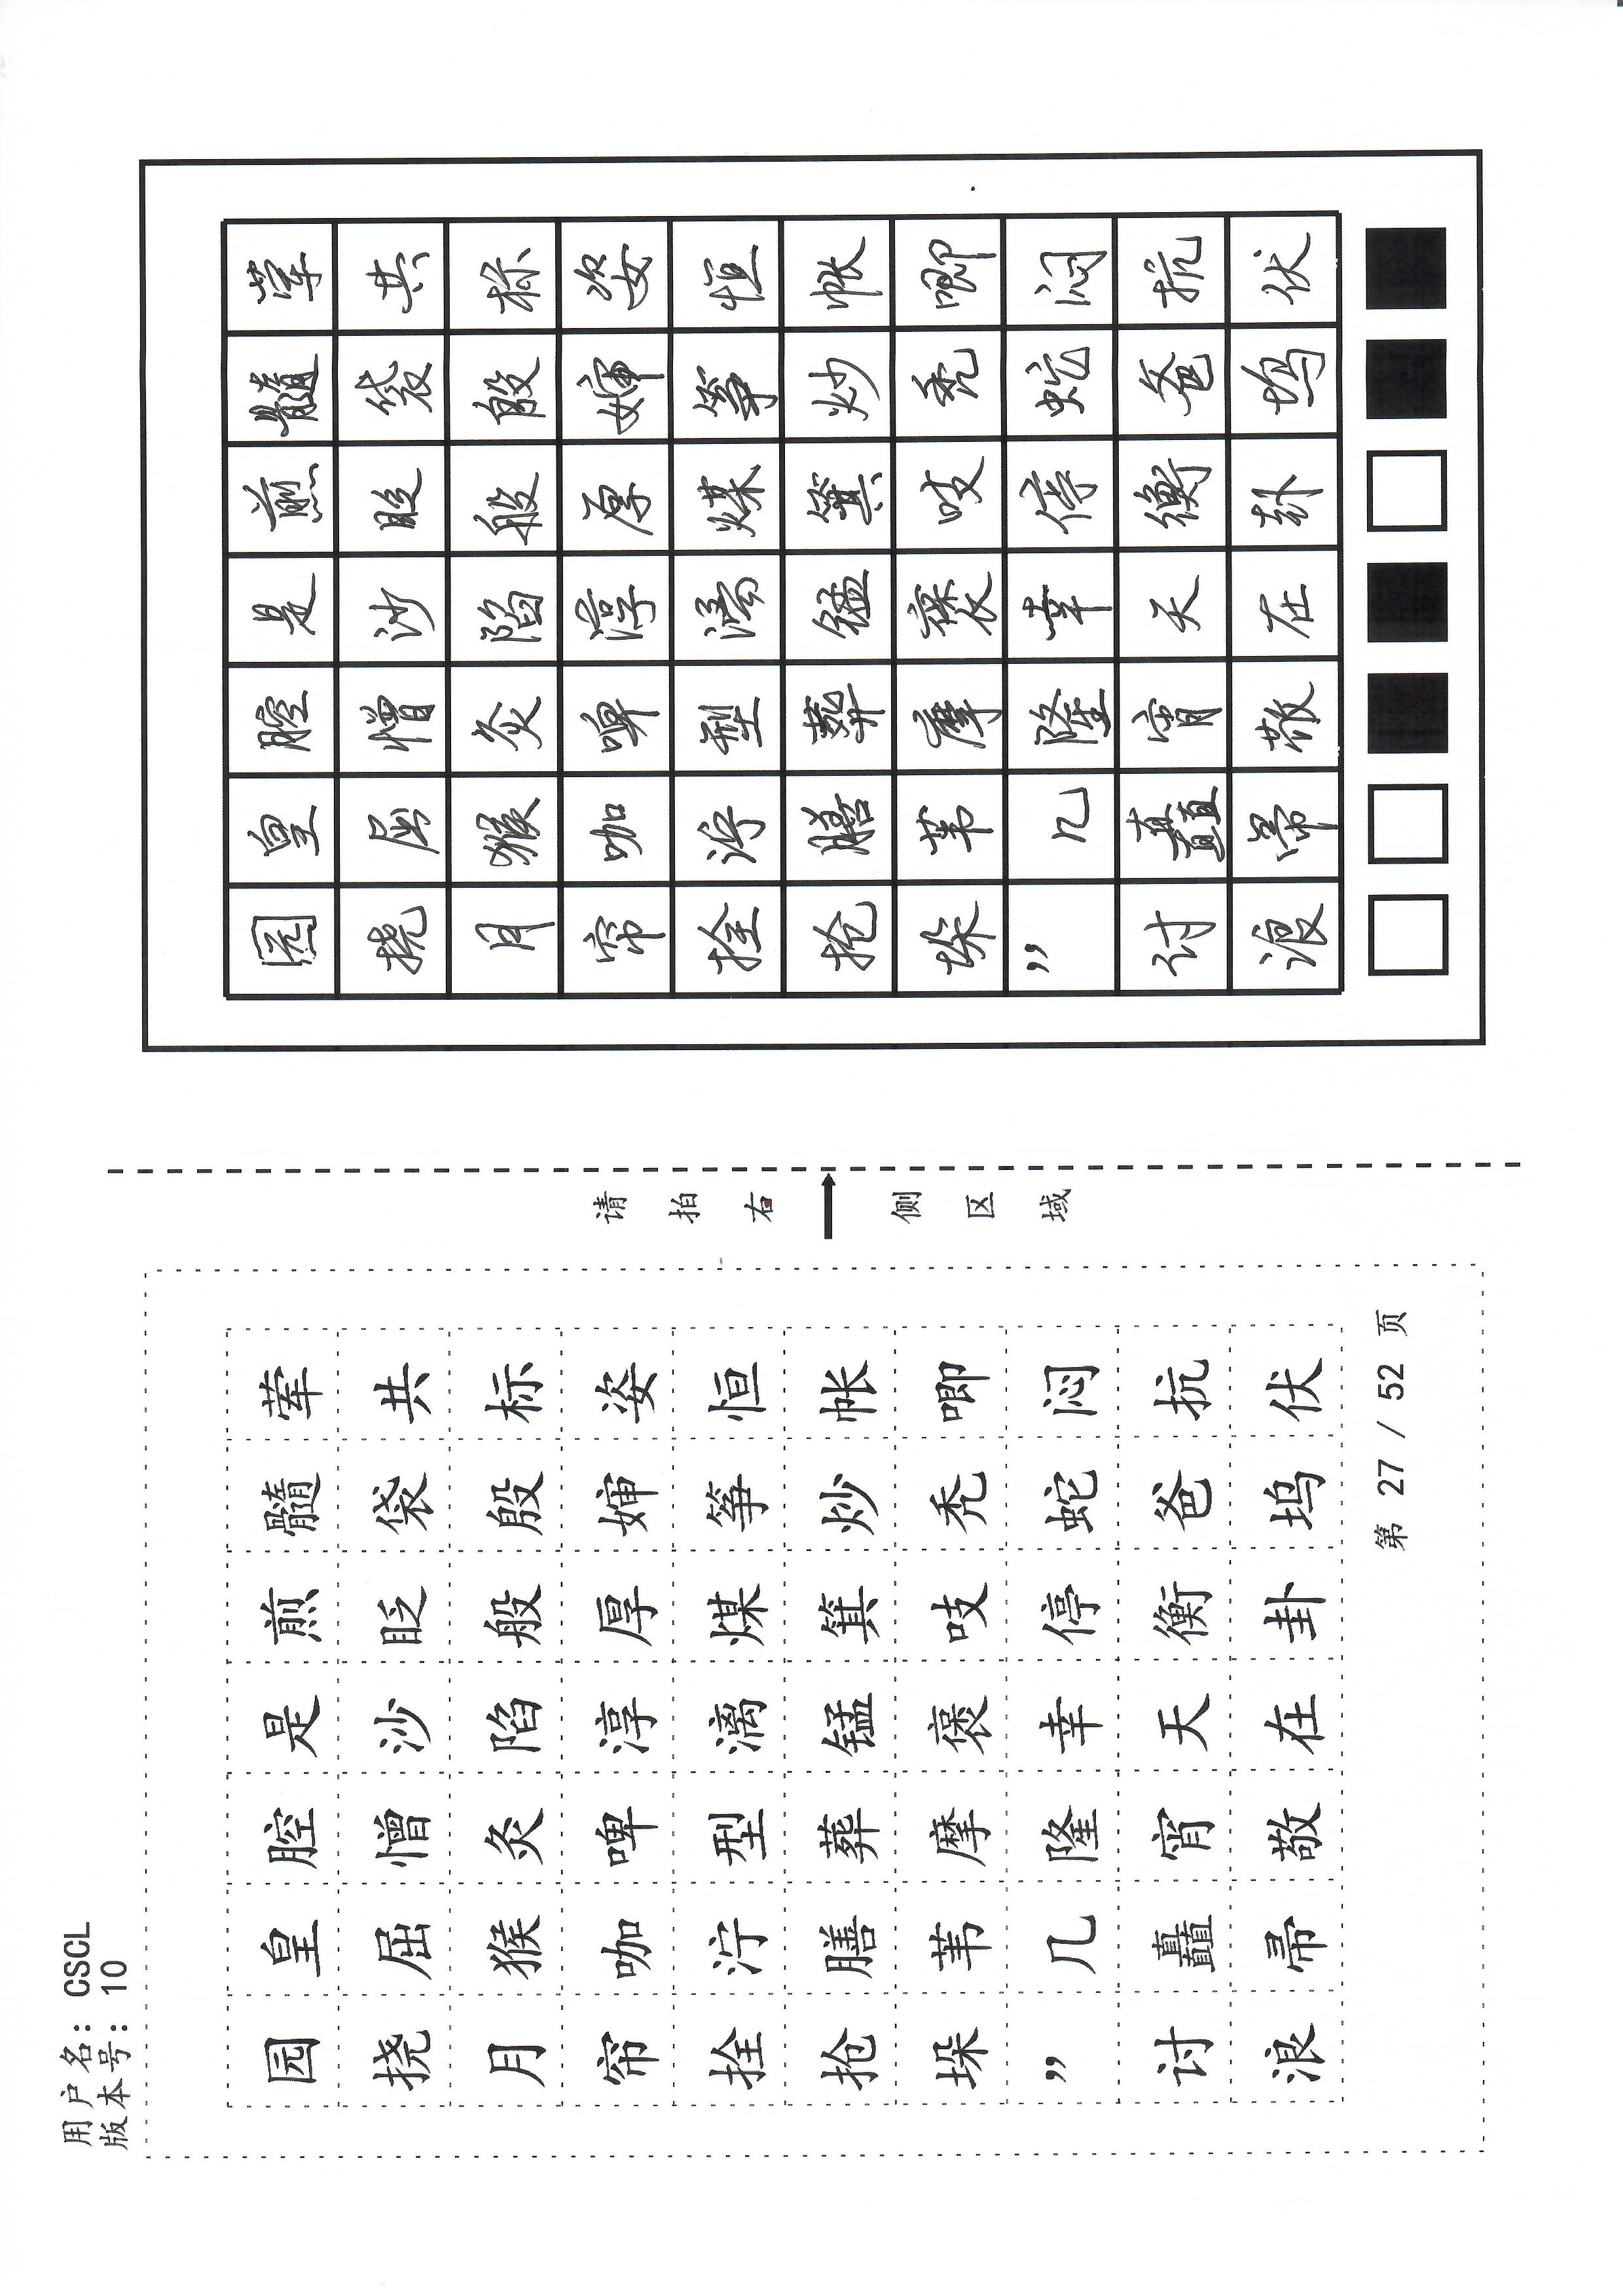 用户名: CSCL
版本号: 10
园皇腔是煎髓荤
挠屈憎沙眨袋共
月猴灸陷般殷标
帘咖啤淳厚婶姿
拴泞型漓煤筝恒
抢膳葬锰箕炒帐
垛苇摩褒吱秃唧
”几隆幸停蛇闷
讨矗宵天衡爸抗
浪帚敬在卦坞伏
第 27 / 52 页
请拍右侧区域
园皇腔是煎髓荤
挠屈憎沙眨袋共
月猴灸陷般殷标
帘咖啤淳厚婶姿
拴泞型漓煤筝恒
抢膳葬锰箕炒帐
垛苇摩褒吱秃唧
”几隆幸停蛇闷
讨矗宵天衡爸抗
浪帚敬在卦坞伏